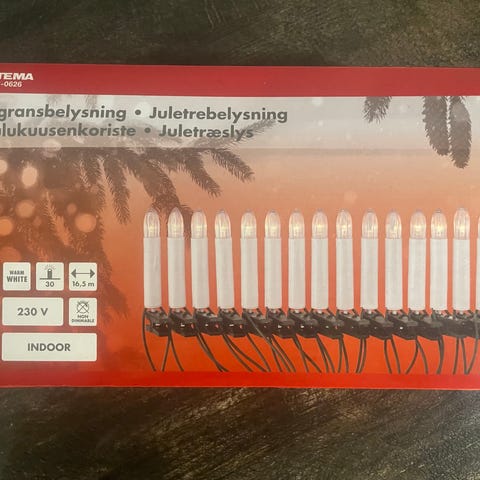 TEMA
-0626
gransbelysning • Juletrebelysning
lukuusenkoriste • Juletræslys
WARM
WHITE
30
16,5 m
230 V
NON
DIMMABLE
INDOOR